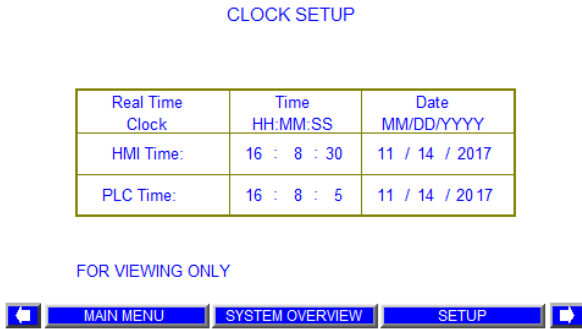 CLOCK SETUP
Real Time Clock Time HH:MM:SS Date MM/DD/YYYY
HMI Time: 16 : 8 : 30 11 / 14 / 2017
PLC Time: 16 : 8 : 5 11 / 14 / 2017
FOR VIEWING ONLY
MAIN MENU SYSTEM OVERVIEW SETUP